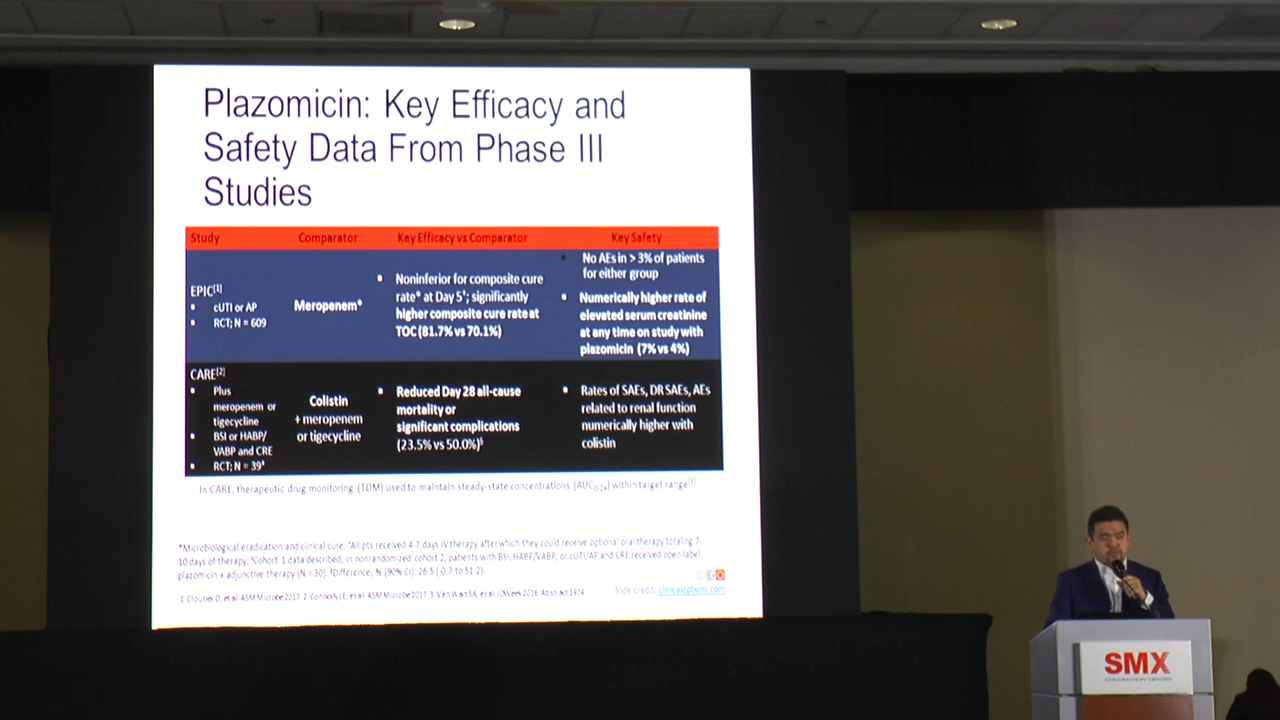 Plazomicin: Key Efficacy and
Safety Data From Phase III
Studies
Study Comparator Key Efficacy vs Comparator Key Safety
EPIC[1]
• cUTI or AP
• RCT; N = 609
Meropenem*
• Noninferior for composite cure
rate* at Day 5†; significantly
higher composite cure rate at
TOC (81.7% vs 70.1%)
• No AEs in > 3% of patients
for either group
• Numerically higher rate of
elevated serum creatinine
at any time on study with
plazomicin (7% vs 4%)
CARE[2]
• Plus
meropenem or
tigecycline
• BSI or HABP/
VABP and CRE
• RCT; N = 39‡
Colistin
+ meropenem
or tigecycline
• Reduced Day 28 all-cause
mortality or
significant complications
(23.5% vs 50.0%)§
• Rates of SAEs, DR SAEs, AEs
related to renal function
numerically higher with
colistin
In CARE, therapeutic drug monitoring (TDM) used to maintain steady-state concentrations (AUC0-24) within target range[3]
*Microbiological eradication and clinical cure. †All pts received 4-7 days IV therapy after which they could receive optional oral therapy totaling 7-
10 days of therapy. ‡Cohort 1 data described; in nonrandomized cohort 2, patients with BSI, HABP/VABP, or cUTI/AP and CRE received open label
plazomicin + adjunctive therapy (N = 30). §Difference, % (90% CI): 26.5 (-0.7 to 51.2).
1. Cloutier D, et al. ASM Microbe 2017. 2. Connolly LE, et al. ASM Microbe 2017. 3. Van Wart SA, et al. IDWeek 2016. Abstract 1974
Slide credit: clinicaloptions.com
SMX
CONVENTION CENTER